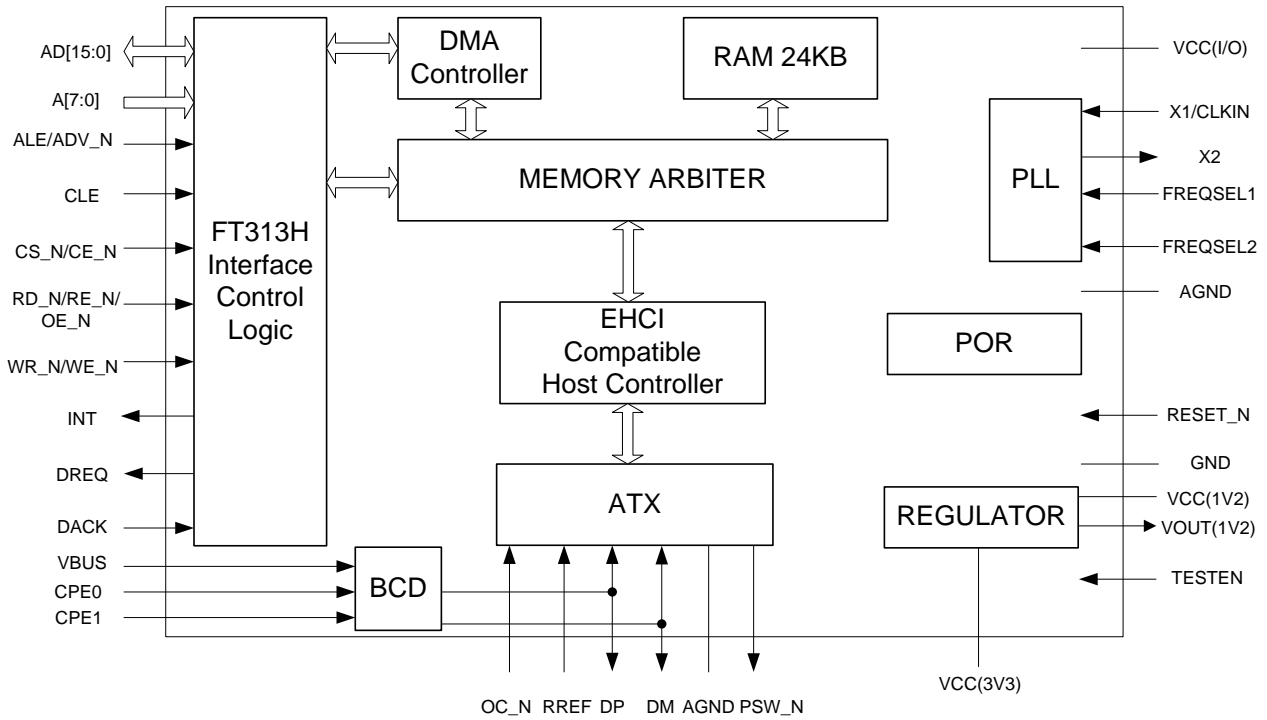 AD[15:0]
A[7:0]
ALE/ADV_N
CLE
CS_N/CE_N
RD_N/RE_N/
OE_N
WR_N/WE_N
INT
DREQ
DACK
VBUS
CPE0
CPE1
FT313H
Interface
Control
Logic
DMA
Controller
RAM 24KB
MEMORY ARBITER
EHCI
Compatible
Host Controller
ATX
BCD
PLL
POR
REGULATOR
VCC(I/O)
X1/CLKIN
X2
FREQSEL1
FREQSEL2
AGND
RESET_N
GND
VCC(1V2)
VOUT(1V2)
TESTEN
VCC(3V3)
OC_N RREF DP DM AGND PSW_N